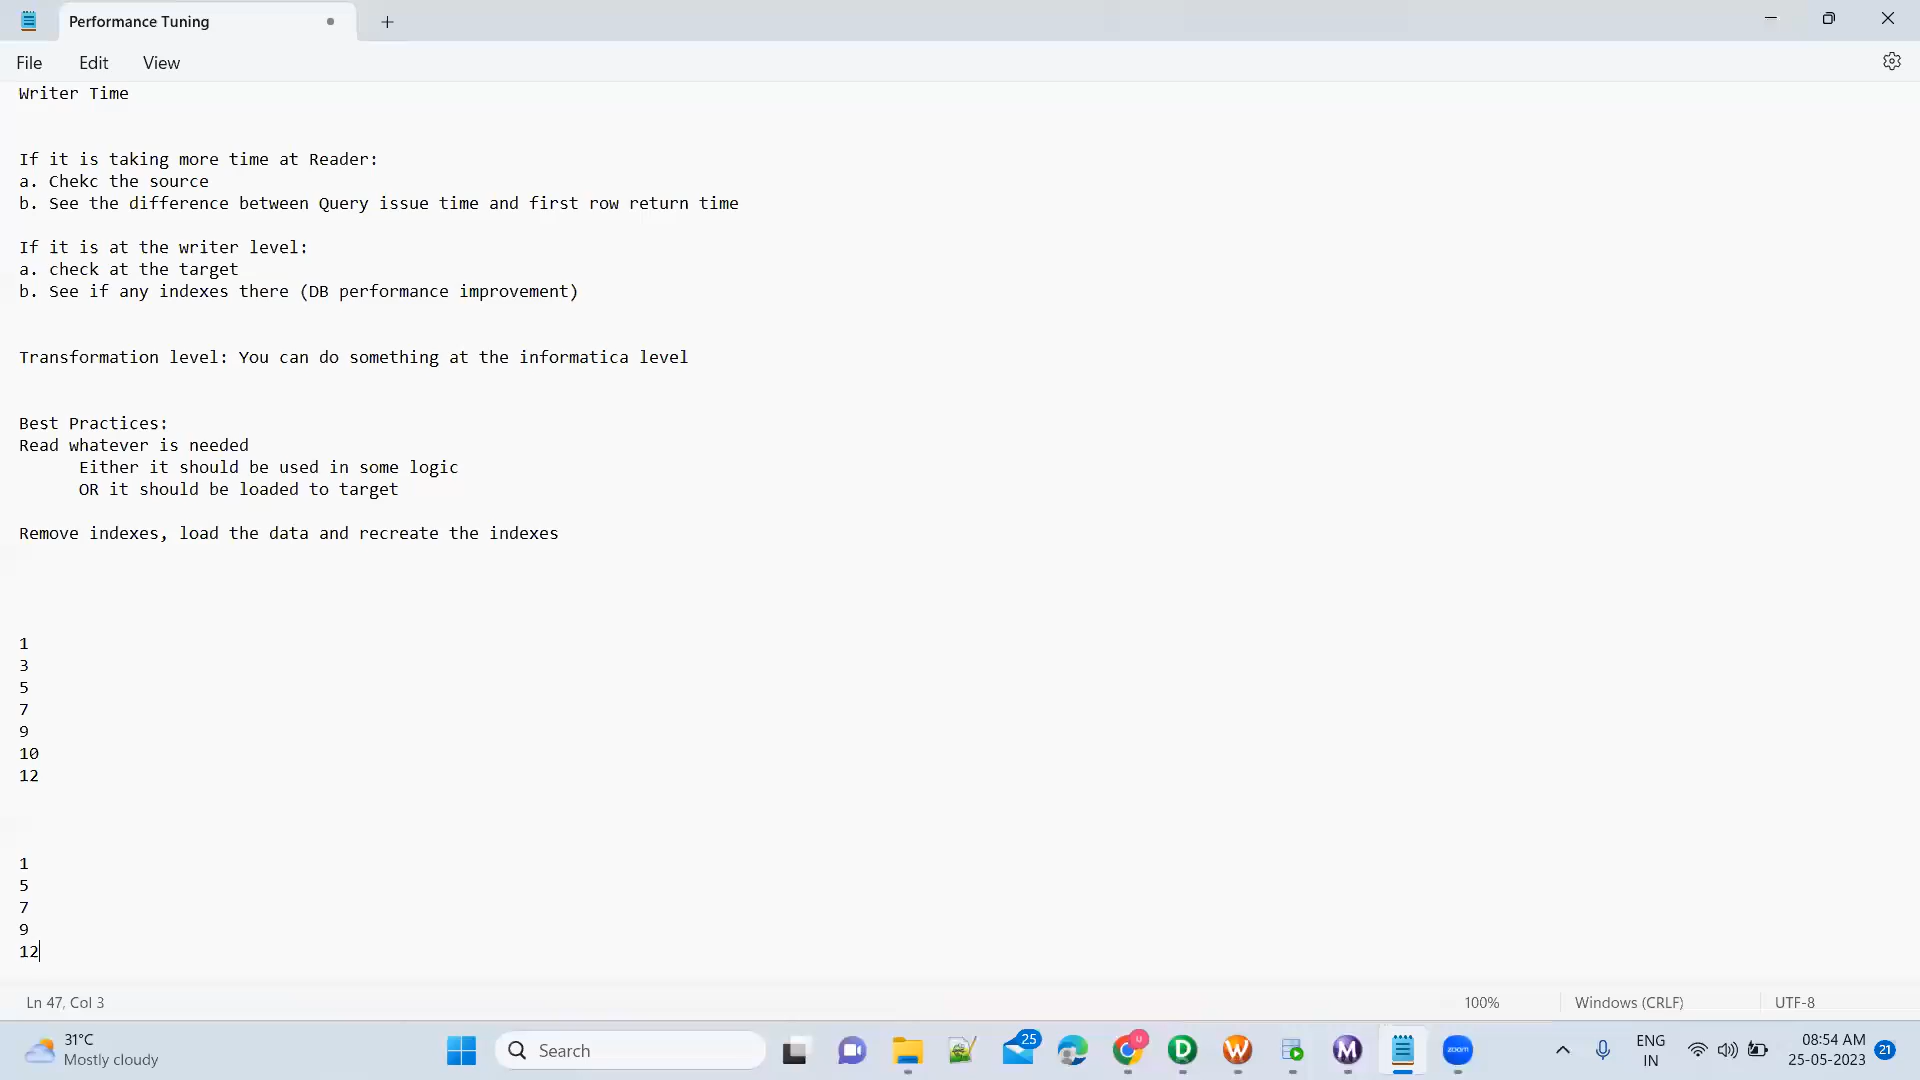 Performance Tuning
File Edit View
Writer Time
If it is taking more time at Reader:
a. Chekc the source
b. See the difference between Query issue time and first row return time
If it is at the writer level:
a. check at the target
b. See if any indexes there (DB performance improvement)
Transformation level: You can do something at the informatica level
Best Practices:
Read whatever is needed
Either it should be used in some logic
OR it should be loaded to target
Remove indexes, load the data and recreate the indexes
1
3
5
7
9
10
12
1
5
7
9
12
Ln 47, Col 3
100%
Windows (CRLF)
UTF-8
31°C
Mostly cloudy
Search
25
U
D
W
M
zoom
ENG
IN
08:54 AM
25-05-2023
21